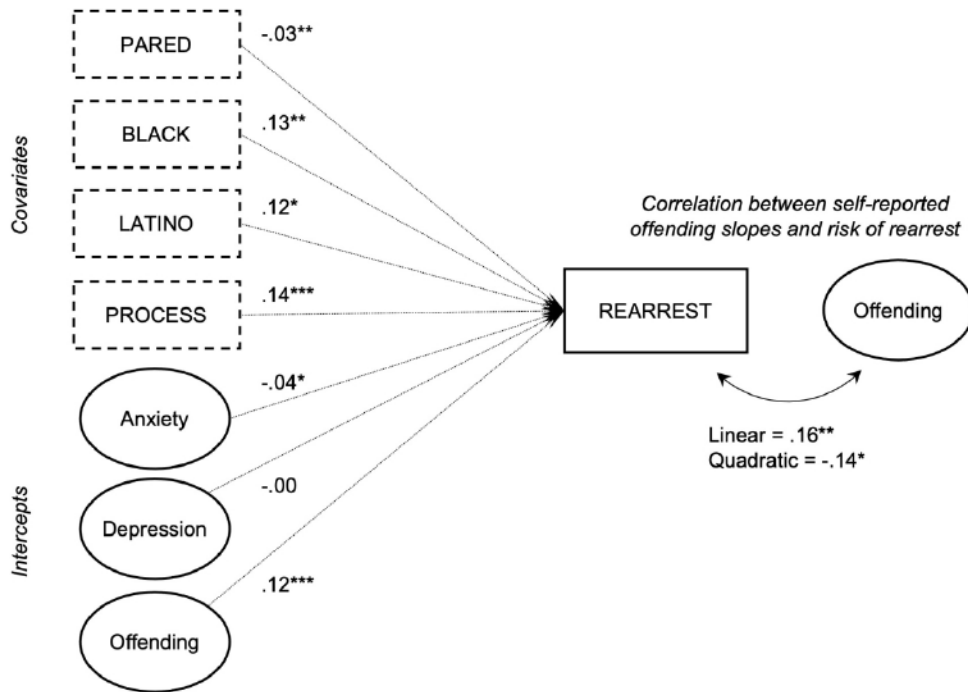 Covariates
PARED
-.03**
BLACK
.13**
LATINO
.12*
PROCESS
.14***
Intercepts
Anxiety
-.04*
Depression
-.00
Offending
.12***
REARREST
Correlation between self-reported
offending slopes and risk of rearrest
Offending
Linear = .16**
Quadratic = -.14*